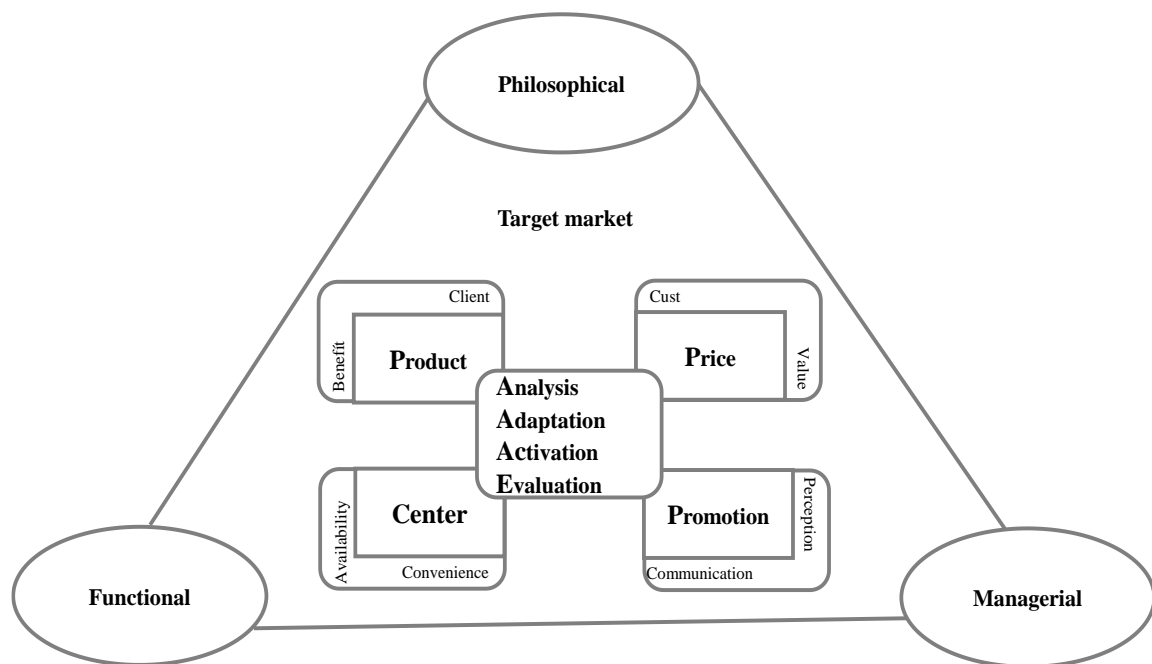 Philosophical
Target market
Client
Benefit
Product
Cust
Value
Price
Analysis
Adaptation
Activation
Evaluation
Availability
Center
Convenience
Promotion
Perception
Communication
Functional
Managerial